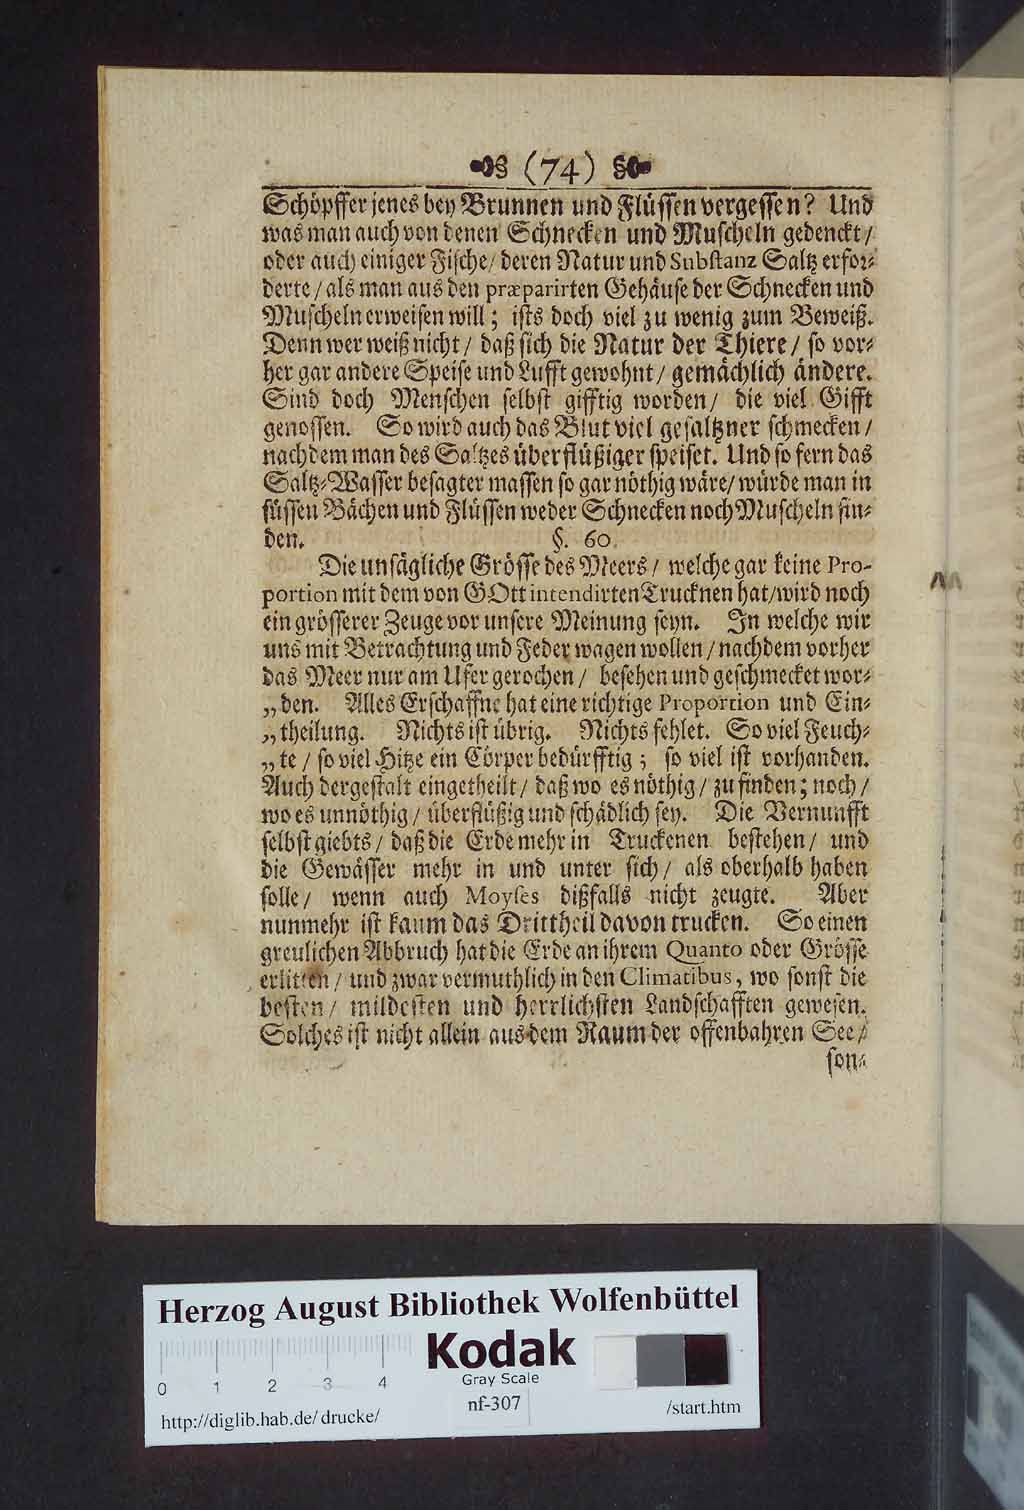 (74)
Schöpffer jenes bey Brunnen und Flüssen vergessen? Und
was man auch von denen Schnecken und Muscheln gedenckt/
oder auch einiger Fische/ deren Natur und Substanz Saltz erfor-
derte/ als man aus den præparirten Gehäuse der Schnecken und
Muscheln erweisen will; ists doch viel zu wenig zum Beweiß.
Denn wer weiß nicht/ daß sich die Natur der Thiere/ so vor-
her gar andere Speise und Lufft gewohnt/ gemächlich ändere.
Sind doch Menschen selbst gifftig worden/ die viel Gifft
genossen. So wird auch das Blut viel gesaltzner schmecken/
nachdem man des Saltzes überflüßiger speiset. Und so fern das
Saltz-Wasser besagter massen so gar nöthig wäre/ würde man in
süssen Bächen und Flüssen weder Schnecken noch Muscheln fin-
den. §. 60.
Die unsägliche Grösse des Meers/ welche gar keine Pro-
portion mit dem von GOtt intendirten Trucknen hat/ wird noch
ein grösserer Zeuge vor unsere Meinung seyn. In welche wir
uns mit Betrachtung und Feder wagen wollen/ nachdem vorher
das Meer nur am Ufer gerochen/ besehen und geschmecket wor-
„den. Alles Erschaffne hat eine richtige Proportion und Ein-
„theilung. Nichts ist übrig. Nichts fehlet. So viel Feuch-
„te/ so viel Hitze ein Cörper bedürfftig; so viel ist vorhanden.
Auch dergestalt eingetheilt/ daß wo es nöthig/ zu finden; noch/
wo es unnöthig/ überflüßig und schädlich sey. Die Vernunfft
selbst giebts/ daß die Erde mehr in Truckenen bestehen/ und
die Gewässer mehr in und unter sich/ als oberhalb haben
solle/ wenn auch Moyses dißfalls nicht zeugte. Aber
nunmehr ist kaum das Drittheil davon trucken. So einen
greulichen Abbruch hat die Erde an ihrem Quanto oder Grösse
erlitten/ und zwar vermuthlich in den Climatibus, wo sonst die
besten/ mildesten und herrlichsten Landschafften gewesen.
Solches ist nicht allein aus dem Raum der offenbahren See/
son-
Herzog August Bibliothek Wolfenbüttel
Kodak
Gray Scale
0 1 2 3 4
nf-307
http://diglib.hab.de/drucke/ /start.htm